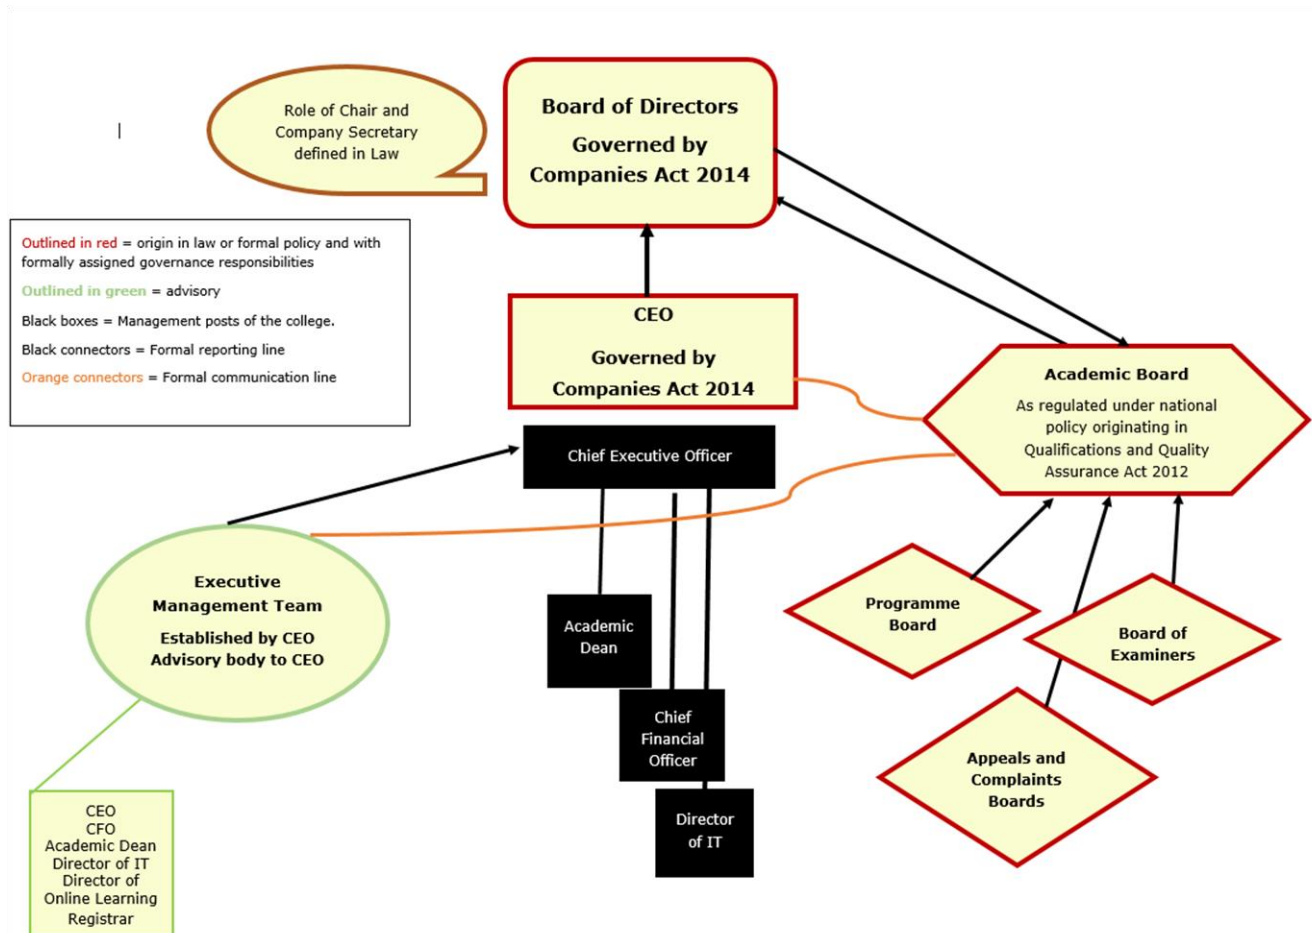 Role of Chair and
Company Secretary
defined in Law
Board of Directors
Governed by
Companies Act 2014
Outlined in red = origin in law or formal policy and with
formally assigned governance responsibilities
Outlined in green = advisory
Black boxes = Management posts of the college.
Black connectors = Formal reporting line
Orange connectors = Formal communication line
CEO
Governed by
Companies Act 2014
Academic Board
As regulated under national
policy originating in
Qualifications and Quality
Assurance Act 2012
Chief Executive Officer
Executive
Management Team
Established by CEO
Advisory body to CEO
Academic
Dean
Chief
Financial
Officer
Director
of IT
Programme
Board
Board of
Examiners
Appeals and
Complaints
Boards
CEO
CFO
Academic Dean
Director of IT
Director of
Online Learning
Registrar